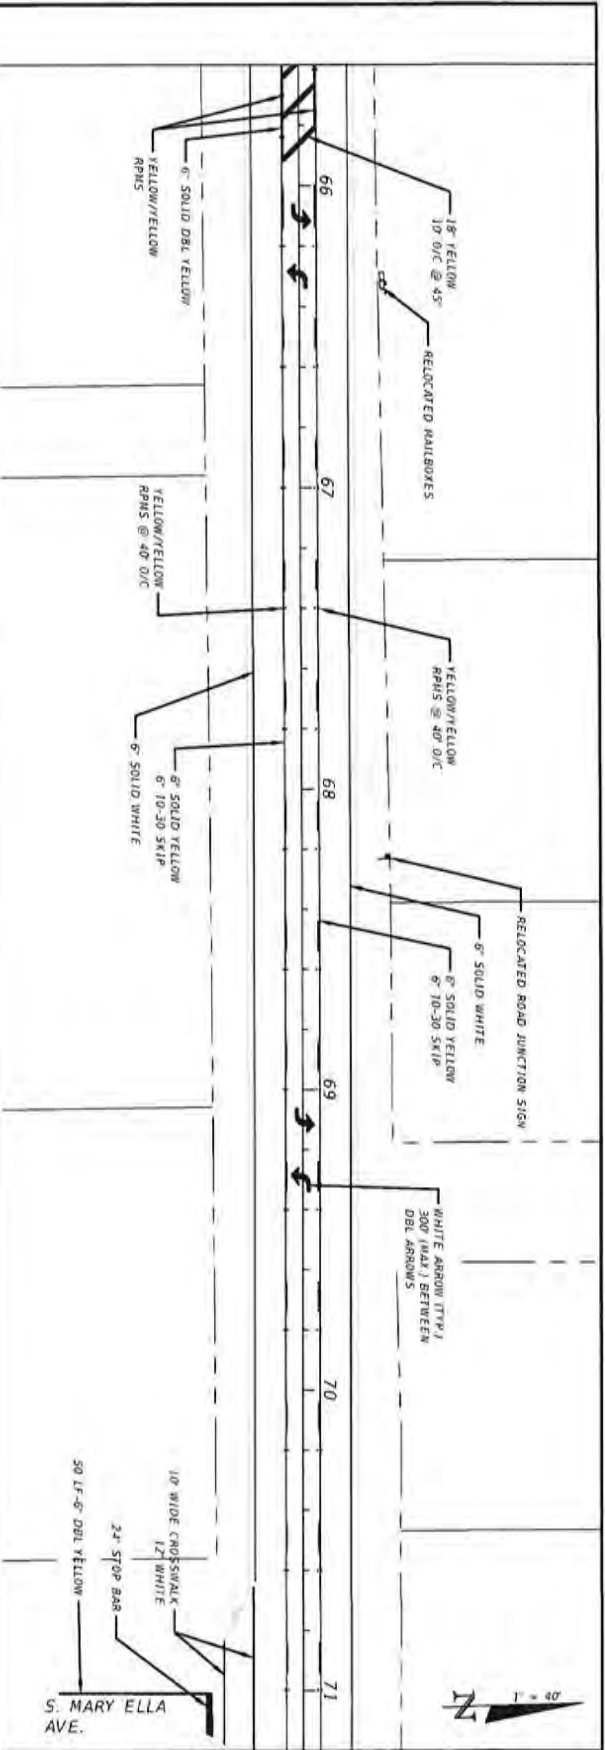 18" YELLOW
10' O/C @ 45°
RELOCATED MAILBOXES
YELLOW/YELLOW
RPMS @ 40' O/C
RELOCATED ROAD JUNCTION SIGN
6" SOLID WHITE
6" SOLID YELLOW
6" 10-30 SKIP
WHITE ARROW (TYP.)
300' (MAX.) BETWEEN
DBL ARROWS
1" = 40'
N
66
67
68
69
70
71
6" SOLID DBL YELLOW
YELLOW/YELLOW
RPMS
YELLOW/YELLOW
RPMS @ 40' O/C
6" SOLID YELLOW
6" 10-30 SKIP
6" SOLID WHITE
10' WIDE CROSSWALK
12" WHITE
24" STOP BAR
50 LF-6" DBL YELLOW
S. MARY ELLA
AVE.